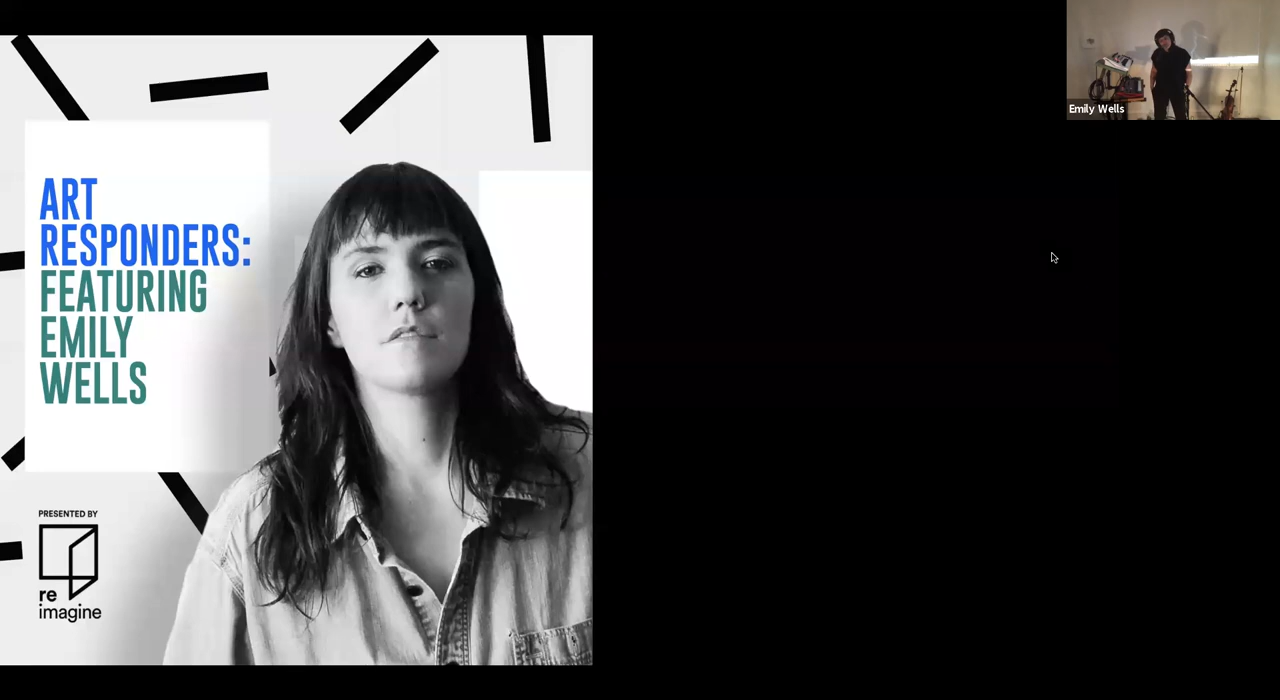 ART
RESPONDERS:
FEATURING
EMILY
WELLS
PRESENTED BY
re
imagine
Emily Wells